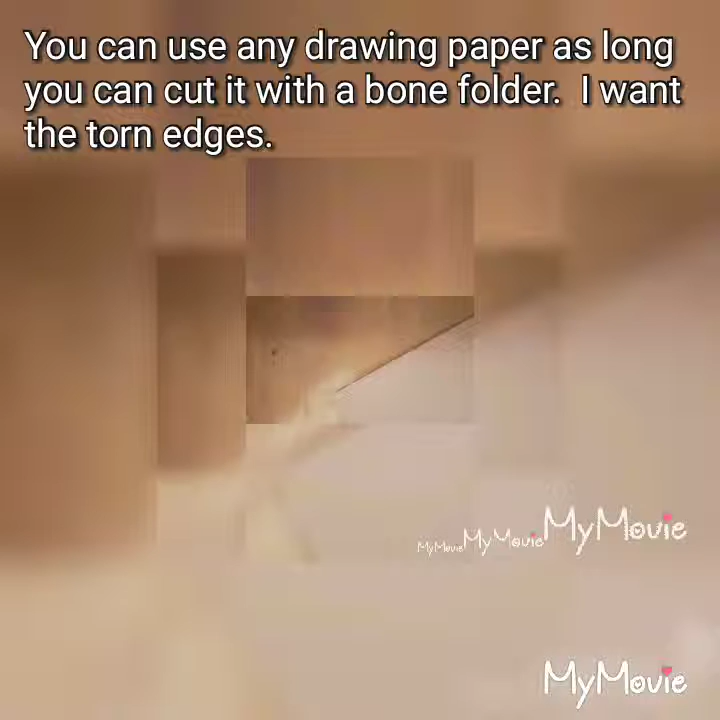 You can use any drawing paper as long
you can cut it with a bone folder.  I want
the torn edges.
MyMovie MyMovie MyMovie
MyMovie